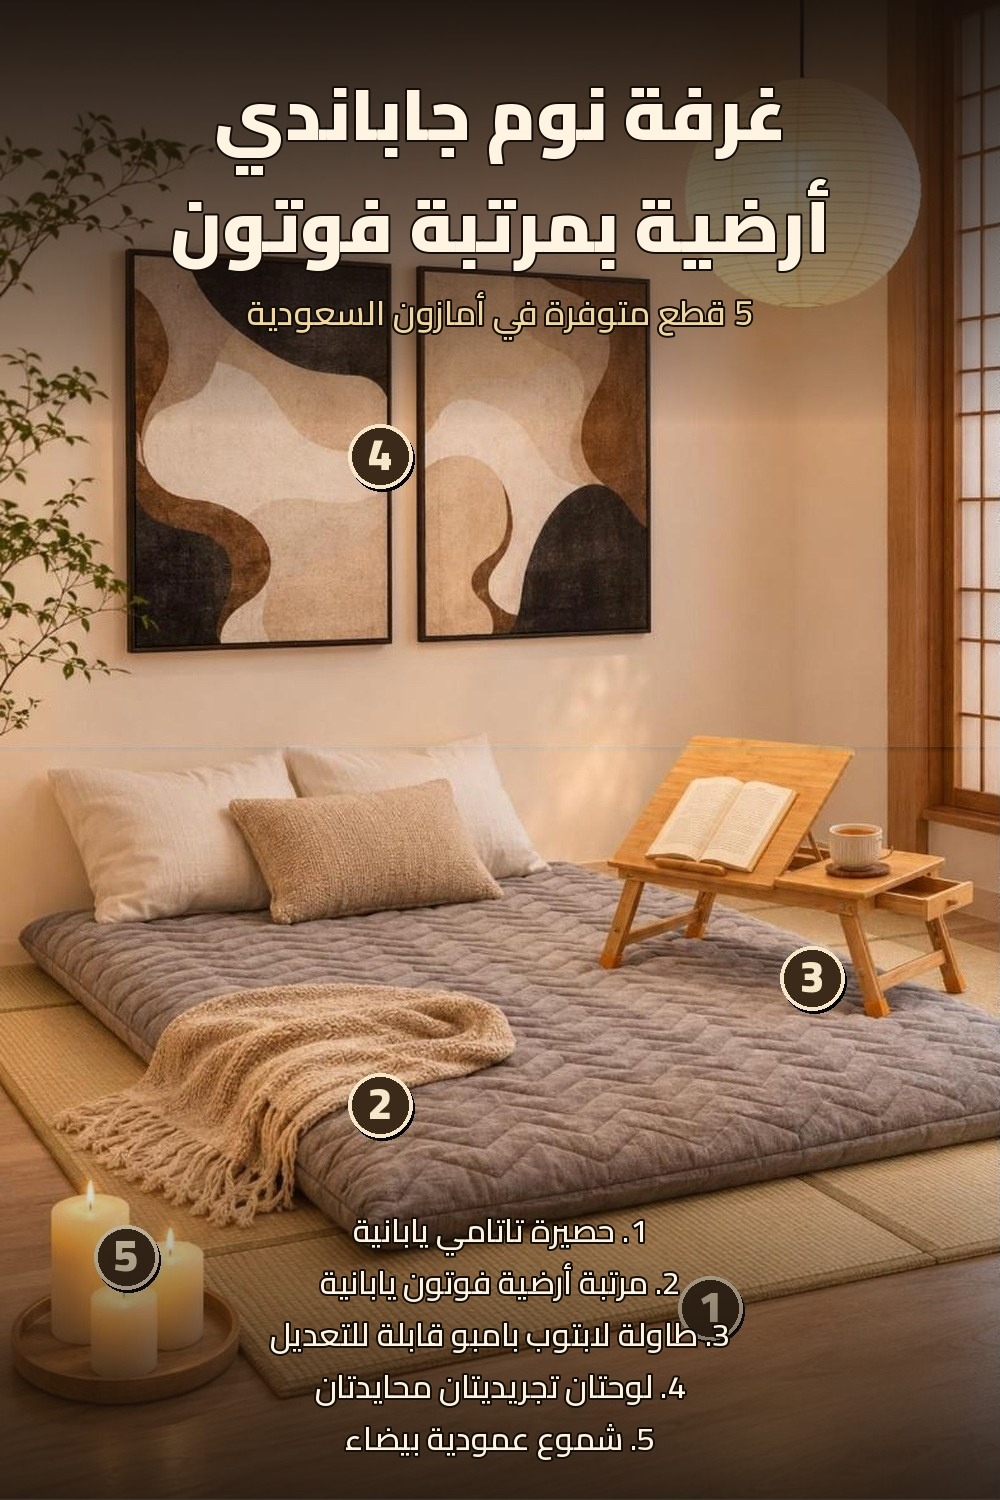 غرفة نوم جاباندي
أرضية بمرتبة فوتون
5 قطع متوفرة في أمازون السعودية
4
3
2
5
1
1. حصيرة تاتامي يابانية
2. مرتبة أرضية فوتون يابانية
3. طاولة لابتوب بامبو قابلة للتعديل
4. لوحتان تجريديتان محايدتان
5. شموع عمودية بيضاء